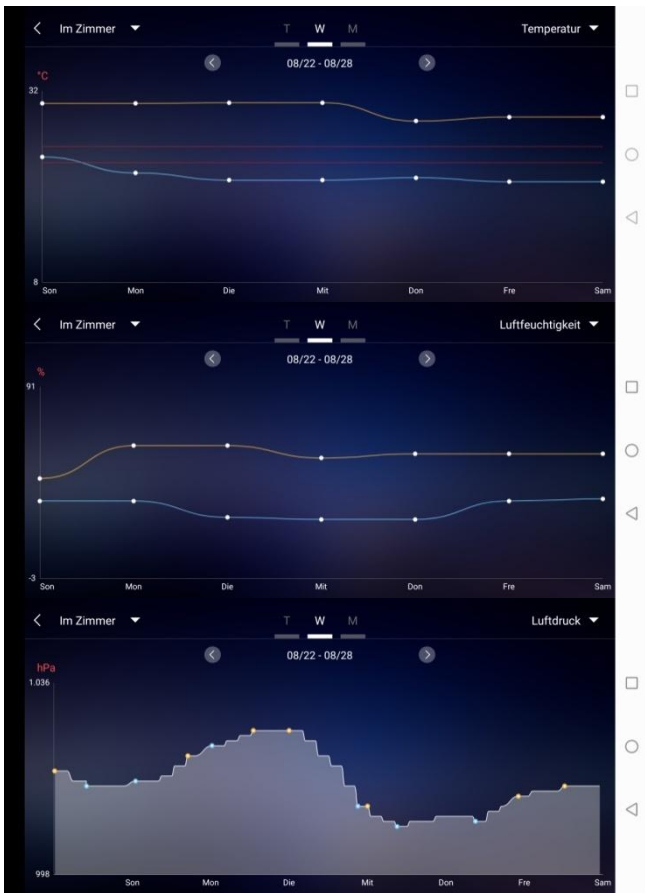 Im Zimmer T W M Temperatur
08/22 - 08/28
°C
32
8
Son Mon Die Mit Don Fre Sam
Im Zimmer T W M Luftfeuchtigkeit
08/22 - 08/28
%
91
-3
Son Mon Die Mit Don Fre Sam
Im Zimmer T W M Luftdruck
08/22 - 08/28
hPa
1.036
998
Son Mon Die Mit Don Fre Sam